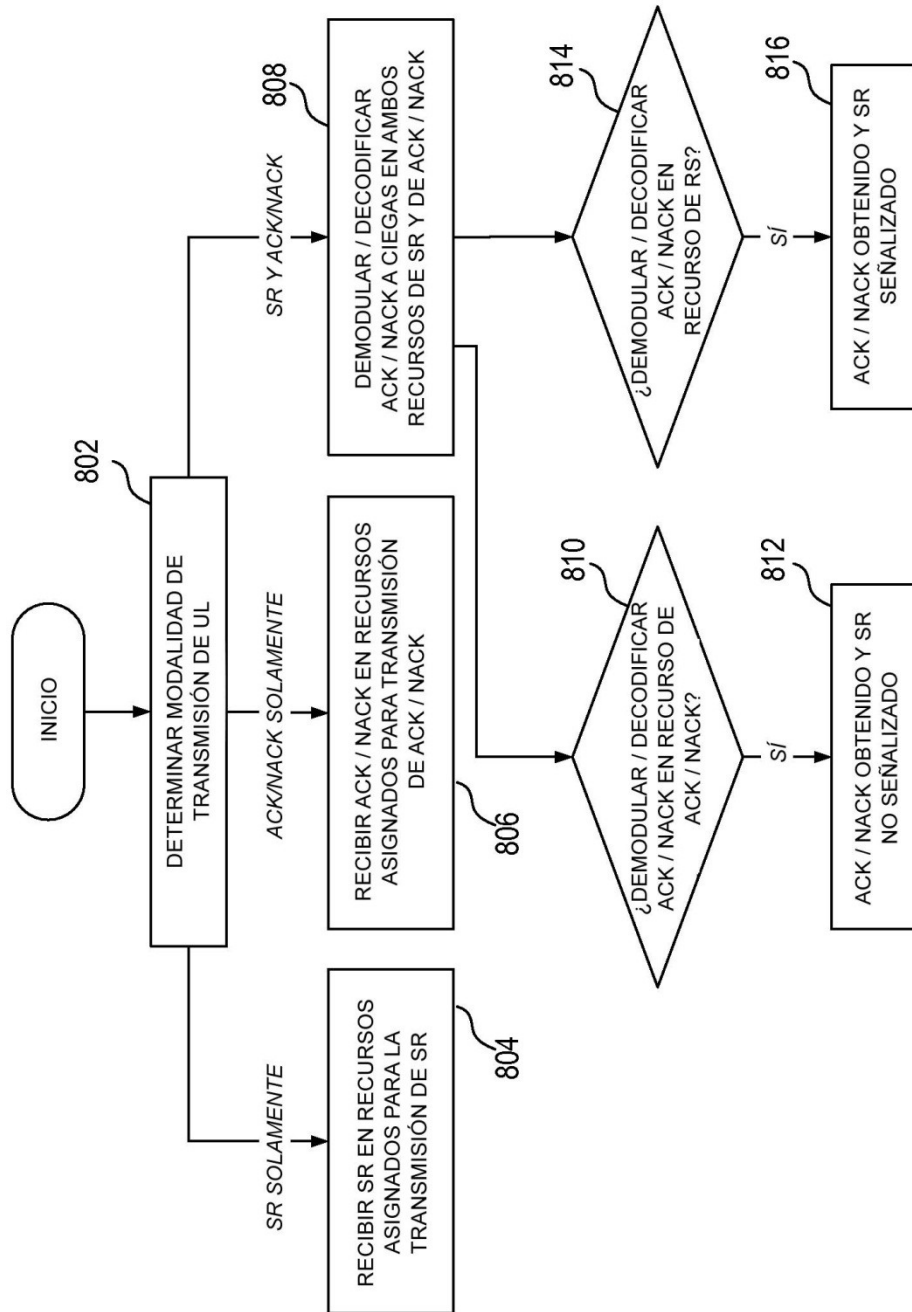 INICIO
802
DETERMINAR MODALIDAD DE
TRANSMISIÓN DE UL
SR SOLAMENTE
ACK/NACK SOLAMENTE
SR Y ACK/NACK
RECIBIR SR EN RECURSOS
ASIGNADOS PARA LA
TRANSMISIÓN DE SR
804
RECIBIR ACK / NACK EN RECURSOS
ASIGNADOS PARA TRANSMISIÓN
DE ACK / NACK
806
808
DEMODULAR / DECODIFICAR
ACK / NACK A CIEGAS EN AMBOS
RECURSOS DE SR Y DE ACK / NACK
810
¿DEMODULAR / DECODIFICAR
ACK / NACK EN RECURSO DE
ACK / NACK?
SÍ
812
ACK / NACK OBTENIDO Y SR
NO SEÑALIZADO
814
¿DEMODULAR / DECODIFICAR
ACK / NACK EN
RECURSO DE RS?
SÍ
816
ACK / NACK OBTENIDO Y SR
SEÑALIZADO